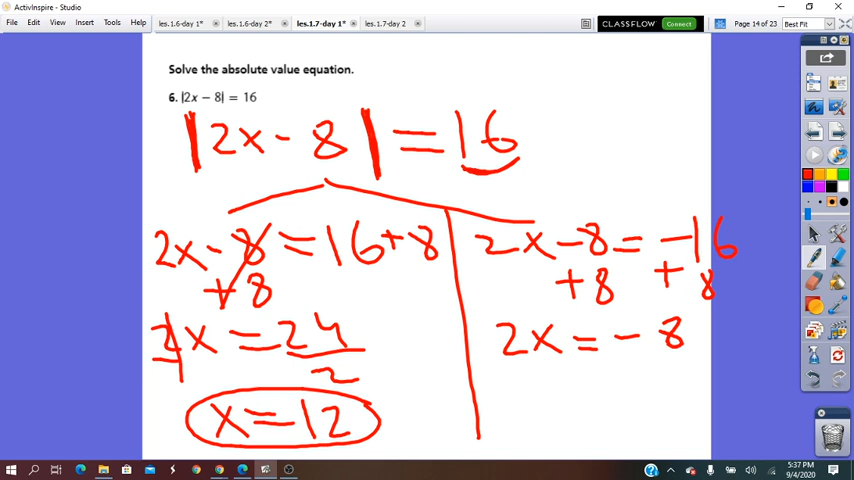 ActivInspire - Studio
File Edit View Insert Tools Help
les.1.6-day 1*
les.1.6-day 2*
les.1.7-day 1*
les.1.7-day 2
CLASSFLOW Connect
Page 14 of 23
Best Fit
Solve the absolute value equation.
6. |2x − 8| = 16
|2x - 8| = 16
2x - 8 = 16 + 8
+ 8
2x = 24
2
x = 12
2x - 8 = -16
+8 + 8
2x = - 8
5:37 PM
9/4/2020